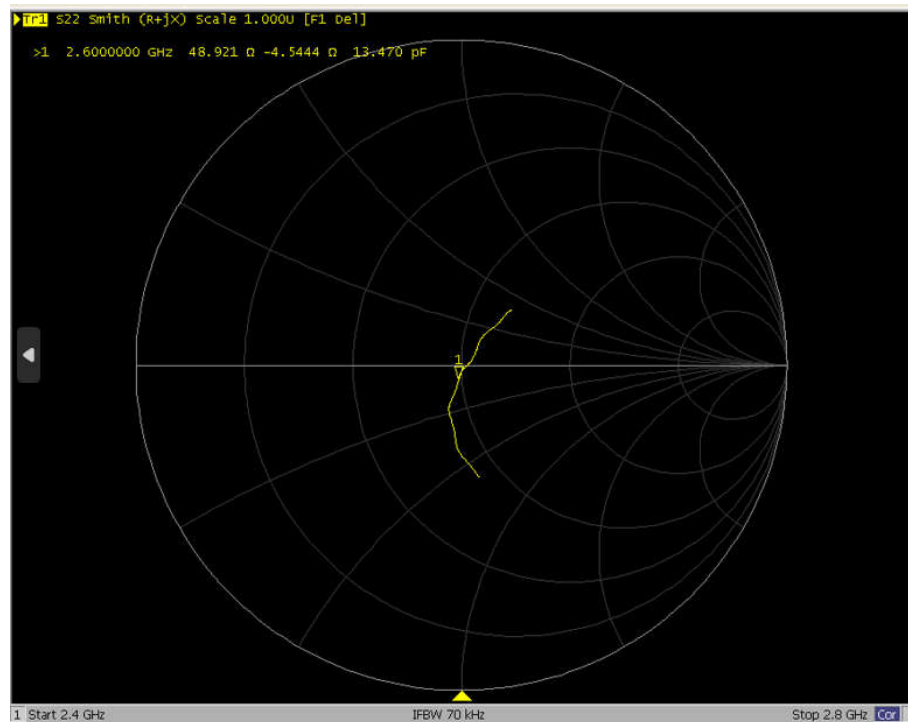 Tr1 S22 Smith (R+jX) Scale 1.000U [F1 Del]
>1 2.6000000 GHz 48.921 Ω -4.5444 Ω 13.470 pF
1
1 Start 2.4 GHz IFBW 70 kHz Stop 2.8 GHz Cor